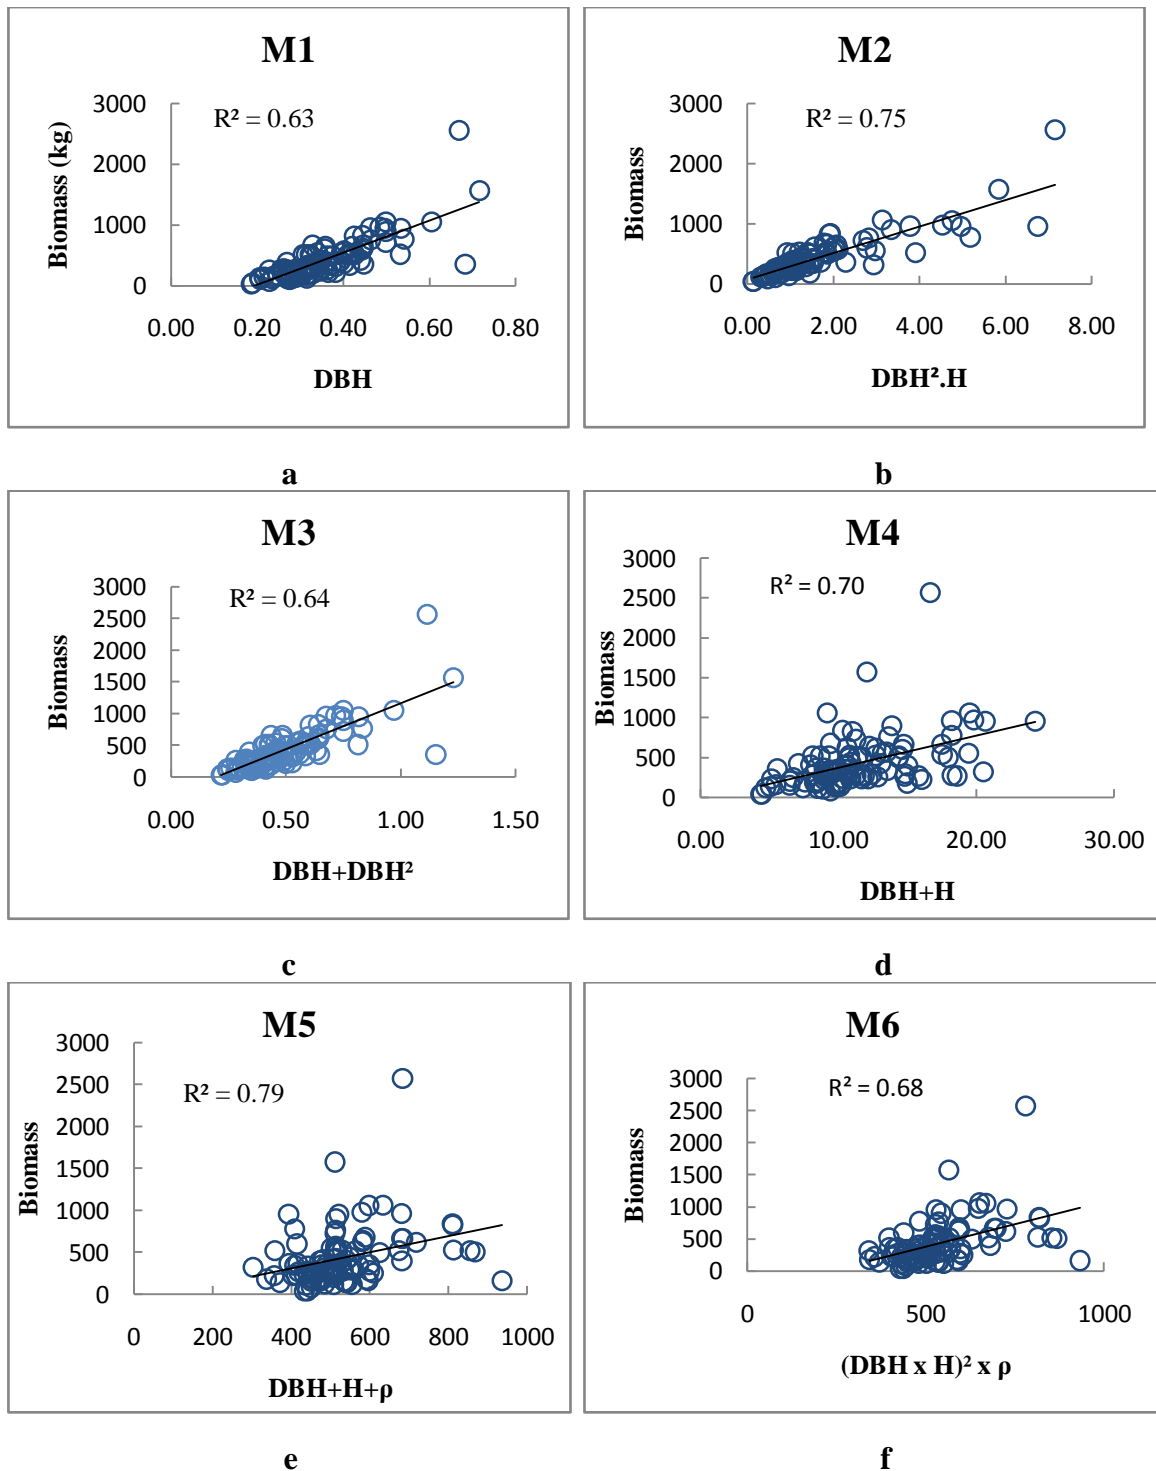 M1
R² = 0.63
Biomass (kg)
3000
2000
1000
0
0.00 0.20 0.40 0.60 0.80
DBH
a
M2
R² = 0.75
Biomass
3000
2000
1000
0
0.00 2.00 4.00 6.00 8.00
DBH².H
b
M3
R² = 0.64
Biomass
3000
2500
2000
1500
1000
500
0
0.00 0.50 1.00 1.50
DBH+DBH²
c
M4
R² = 0.70
Biomass
3000
2500
2000
1500
1000
500
0
0.00 10.00 20.00 30.00
DBH+H
d
M5
R² = 0.79
Biomass
3000
2500
2000
1500
1000
500
0
0 200 400 600 800 1000
DBH+H+ρ
e
M6
R² = 0.68
Biomass
3000
2500
2000
1500
1000
500
0
0 500 1000
(DBH x H)² x ρ
f